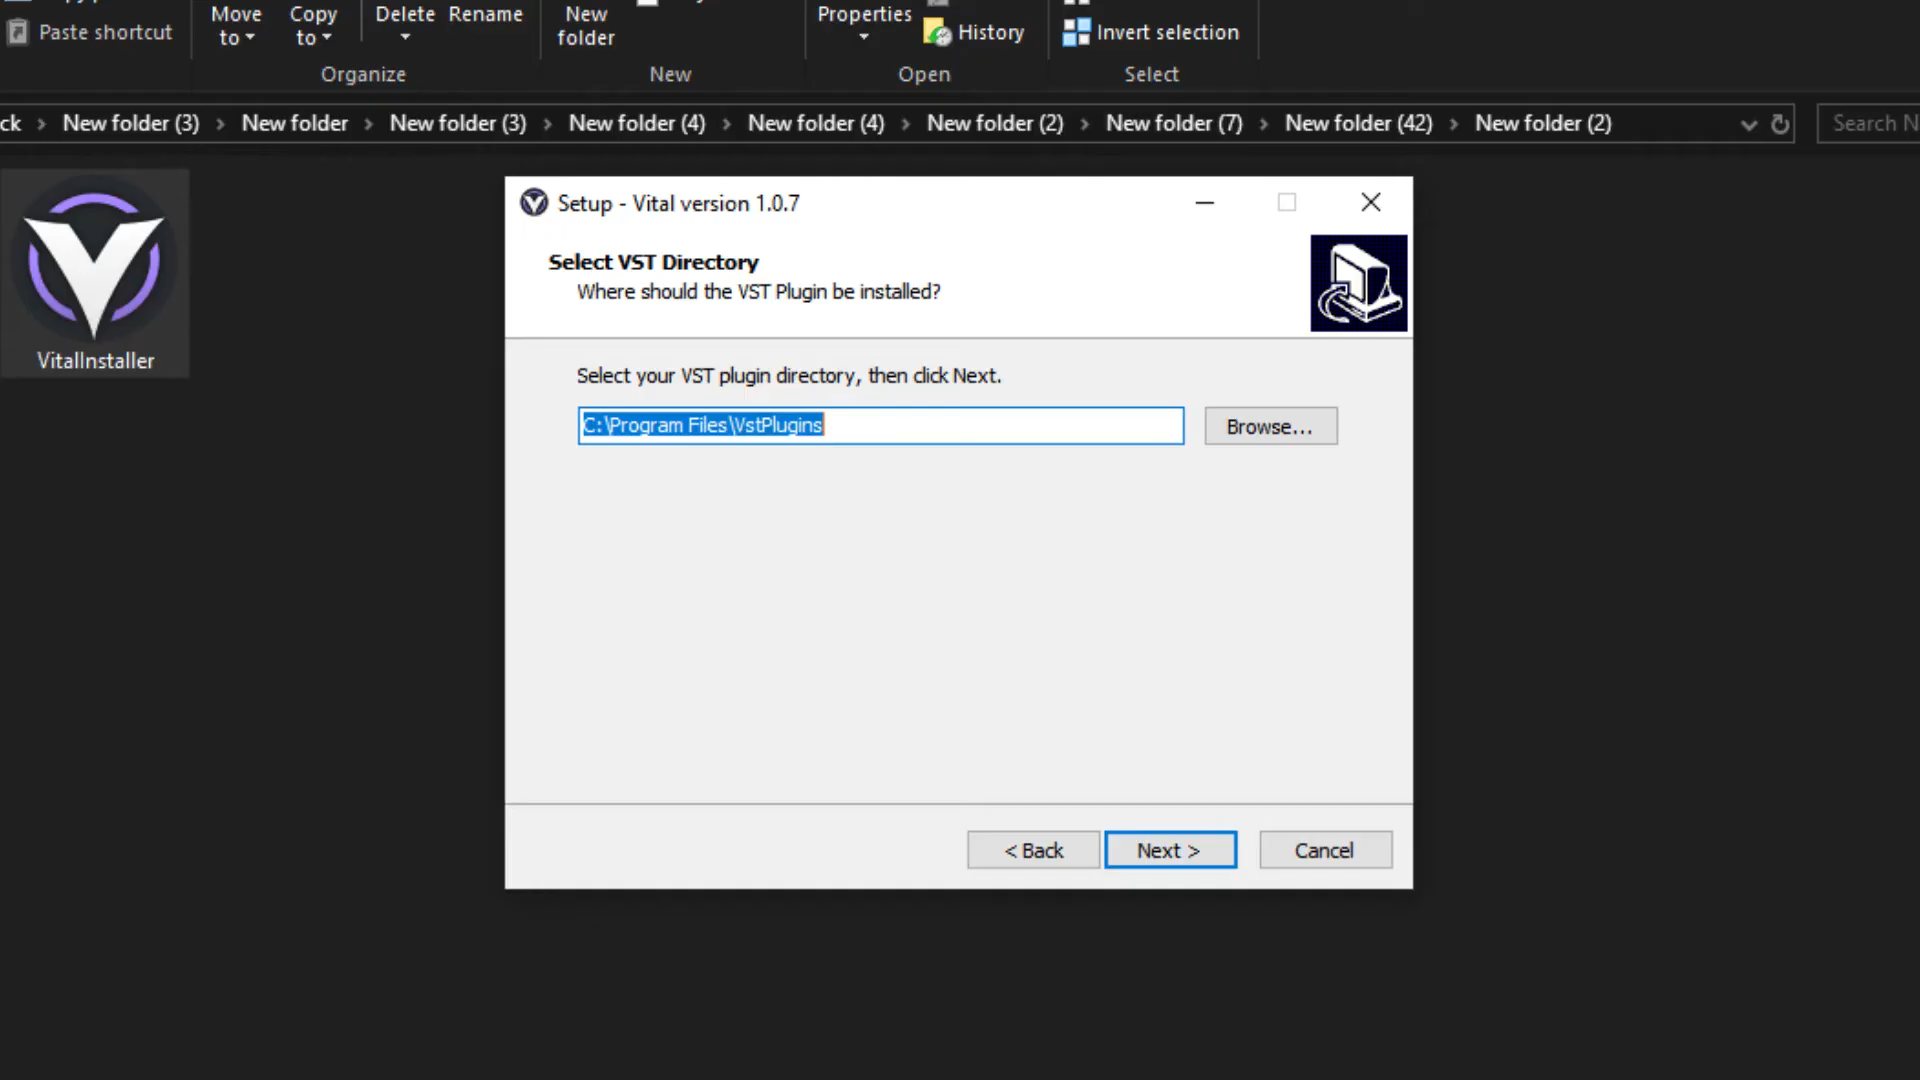 Paste shortcut
Move
to
Copy
to
Delete
Rename
New
folder
Properties
History
Invert selection
Organize
New
Open
Select
ck > New folder (3) > New folder > New folder (3) > New folder (4) > New folder (4) > New folder (2) > New folder (7) > New folder (42) > New folder (2)
Search N
VitalInstaller
Setup - Vital version 1.0.7
Select VST Directory
Where should the VST Plugin be installed?
Select your VST plugin directory, then click Next.
C:\Program Files\VstPlugins
Browse...
< Back
Next >
Cancel